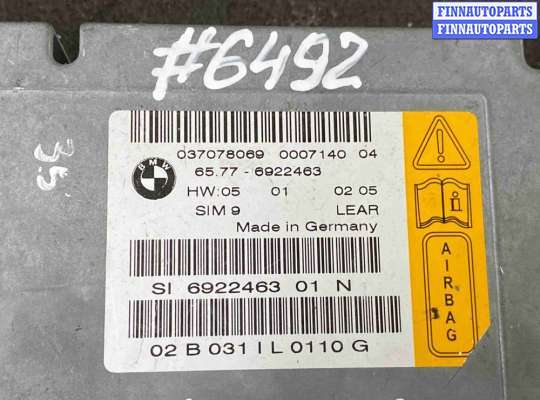 FINNAUTOPARTS
FINNAUTOPARTS
#6492
BMW
037078069 0007140 04
65.77 - 6922463
HW:05 01 02 05
SIM 9 LEAR
Made in Germany
SI 6922463 01 N
02 B 031 I L 0110 G
i
AIRBAG